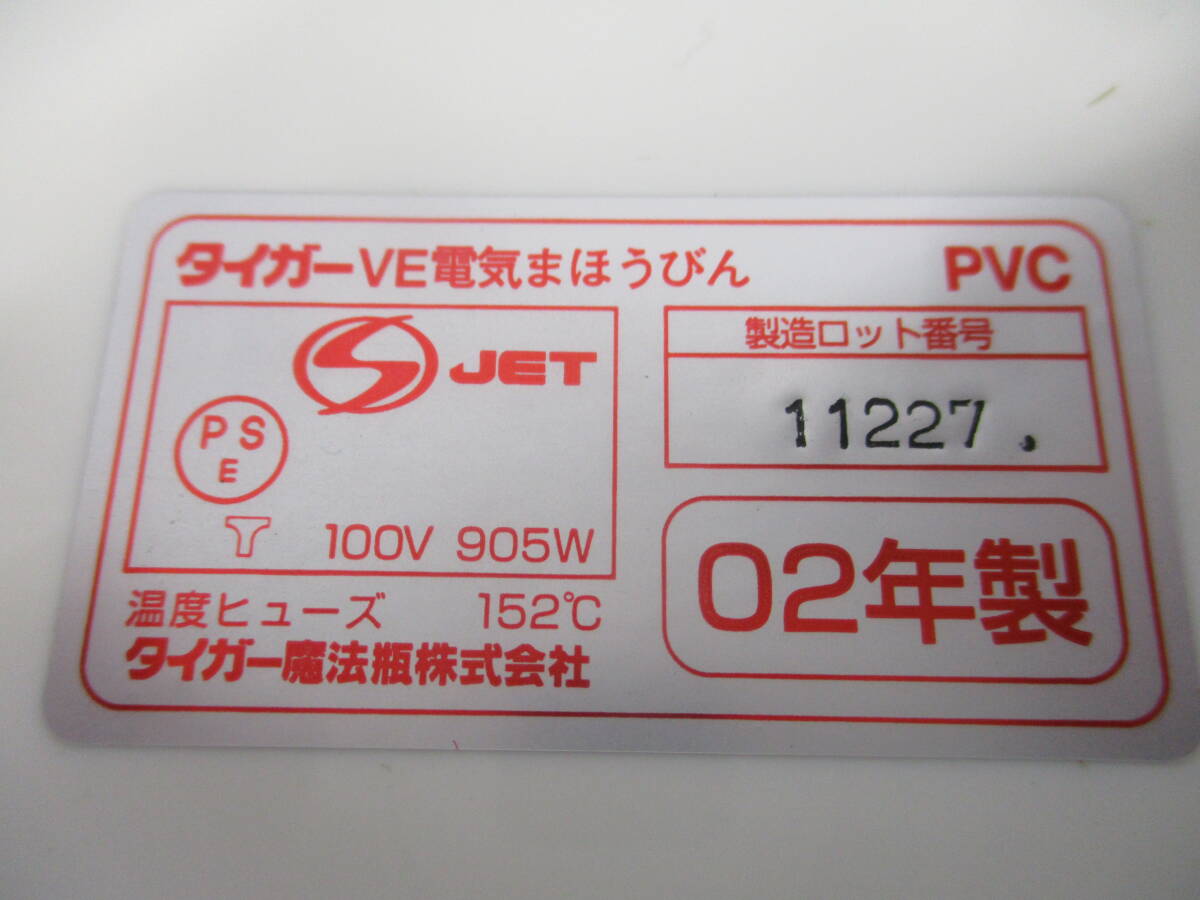 タイガーVE電気まほうびん PVC
S JET
PS
E
T 100V 905W
温度ヒューズ 152℃
タイガー魔法瓶株式会社
製造ロット番号
11227.
02年製